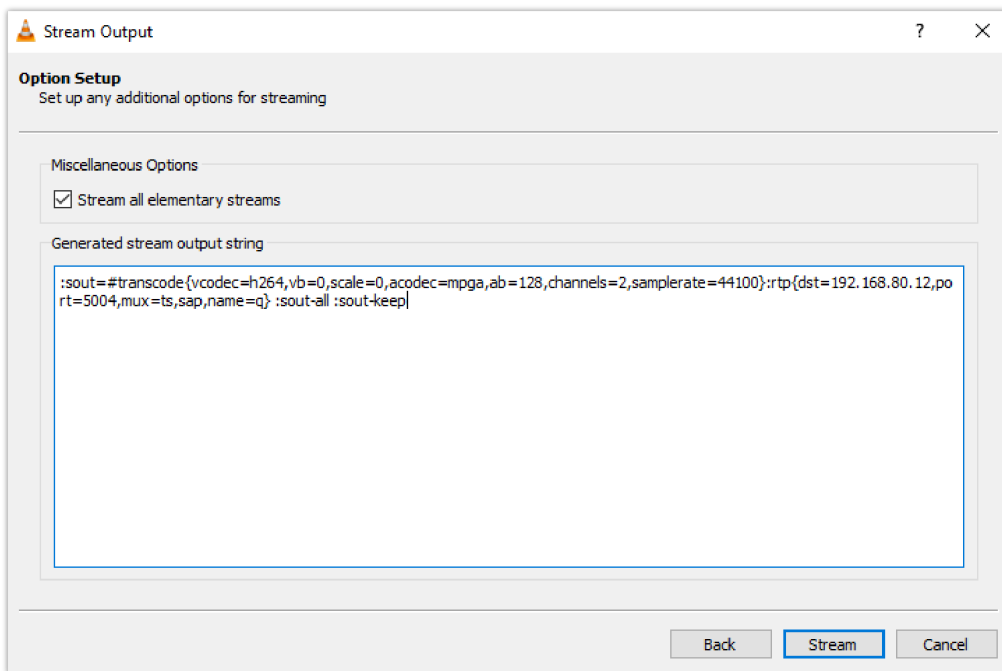 Stream Output
?
Option Setup
Set up any additional options for streaming
Miscellaneous Options
Stream all elementary streams
Generated stream output string
:sout=#transcode{vcodec=h264,vb=0,scale=0,acodec=mpga,ab=128,channels=2,samplerate=44100}:rtp{dst=192.168.80.12,po
rt=5004,mux=ts,sap,name=q} :sout-all :sout-keep
Back
Stream
Cancel